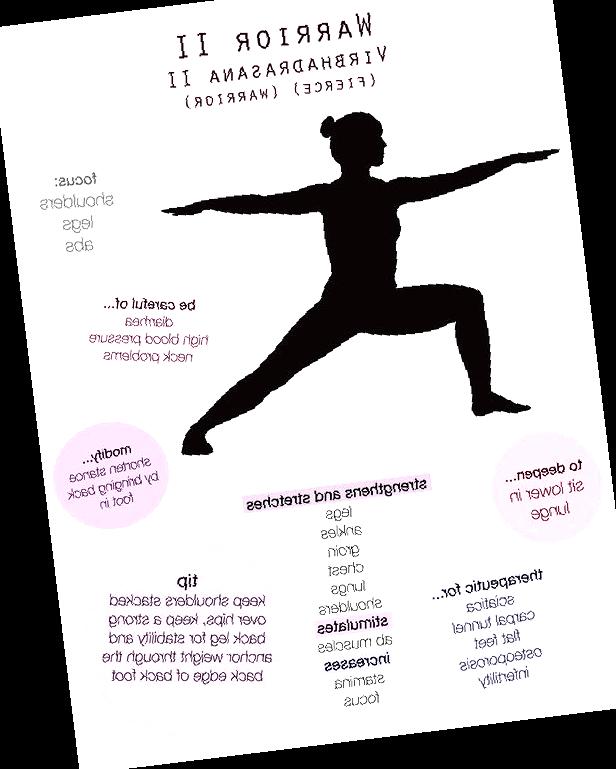 WARRIOR II
VIRBHADRASANA II
(FIERCE) (WARRIOR)
focus:
shoulders
legs
abs
be careful of...
diarrhea
high blood pressure
neck problems
modify...
shorten stance
by bringing back
foot in
to deepen...
sit lower in
lunge
strengthens and stretches
legs
ankles
groin
chest
lungs
shoulders
stimulates
ab muscles
increases
stamina
focus
tip
keep shoulders stacked
over hips, keep a strong
back leg for stability and
anchor weight through the
back edge of back foot
therapeutic for...
sciatica
carpal tunnel
flat feet
osteoporosis
infertility